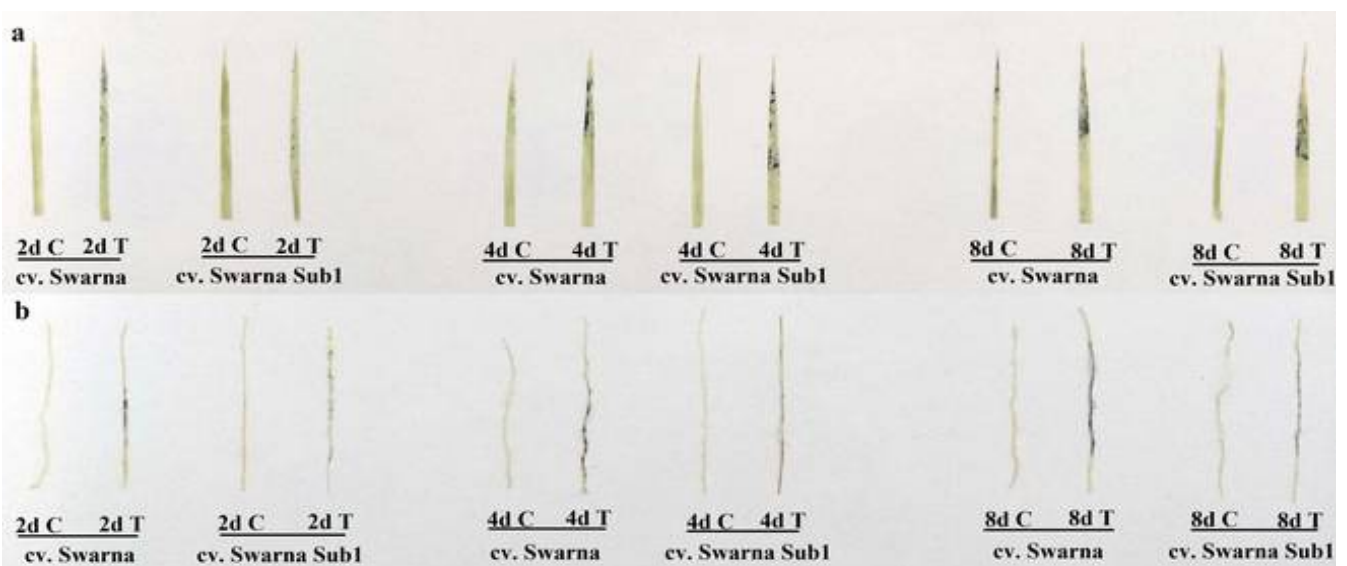 a
2d C 2d T 2d C 2d T 4d C 4d T 4d C 4d T 8d C 8d T 8d C 8d T
cv. Swarna cv. Swarna Sub1 cv. Swarna cv. Swarna Sub1 cv. Swarna cv. Swarna Sub1
b
2d C 2d T 2d C 2d T 4d C 4d T 4d C 4d T 8d C 8d T 8d C 8d T
cv. Swarna cv. Swarna Sub1 cv. Swarna cv. Swarna Sub1 cv. Swarna cv. Swarna Sub1